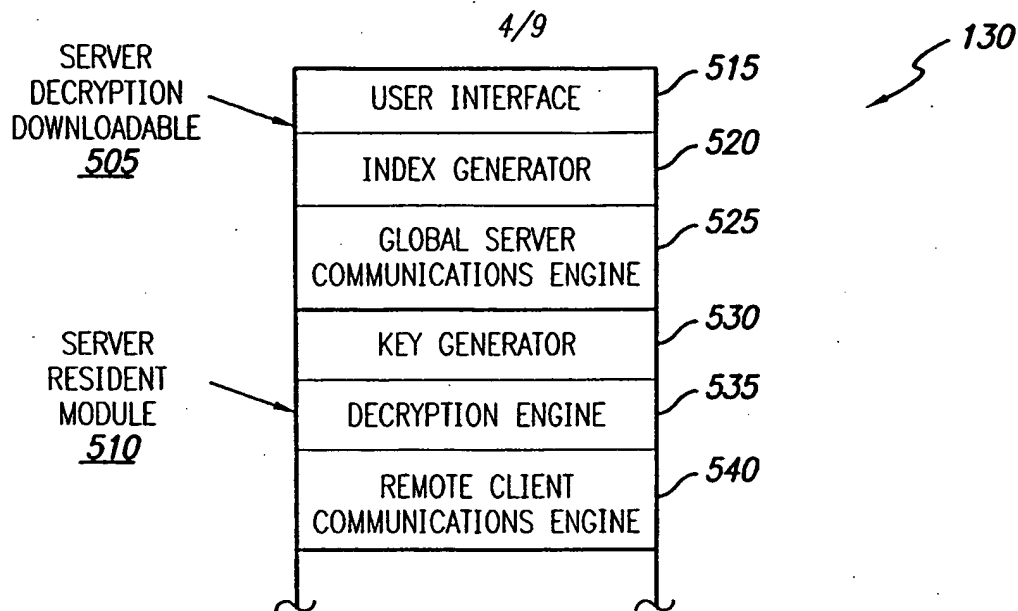 4/9
130
SERVER
DECRYPTION
DOWNLOADABLE
505
USER INTERFACE
515
INDEX GENERATOR
520
GLOBAL SERVER
COMMUNICATIONS ENGINE
525
SERVER
RESIDENT
MODULE
510
KEY GENERATOR
530
DECRYPTION ENGINE
535
REMOTE CLIENT
COMMUNICATIONS ENGINE
540